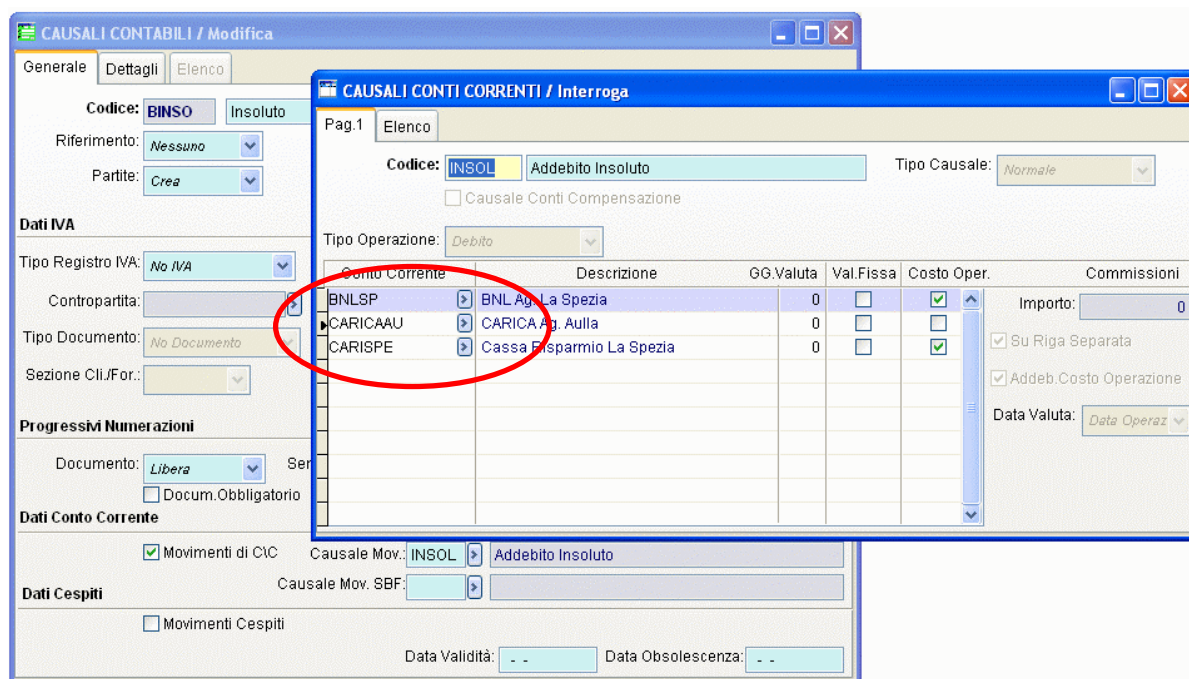 CAUSALI CONTABILI / Modifica
Generale Dettagli Elenco
Codice: BINSO Insoluto
Riferimento: Nessuno
Partite: Crea
Dati IVA
Tipo Registro IVA: No IVA
Contropartita:
Tipo Documento: No Documento
Sezione Cli./For.:
Progressivi Numerazioni
Documento: Libera Ser
Docum.Obbligatorio
Dati Conto Corrente
Movimenti di C\C Causale Mov.: INSOL Addebito Insoluto
Causale Mov. SBF:
Dati Cespiti
Movimenti Cespiti
Data Validità: - - Data Obsolescenza: - -
CAUSALI CONTI CORRENTI / Interroga
Pag.1 Elenco
Codice: INSOL Addebito Insoluto Tipo Causale: Normale
Causale Conti Compensazione
Tipo Operazione: Debito
Conto Corrente Descrizione GG.Valuta Val.Fissa Costo Oper. Commissioni
BNLSP BNL Ag. La Spezia 0
CARICAAU CARICA Ag. Aulla 0
CARISPE Cassa Risparmio La Spezia 0
Importo: 0
Su Riga Separata
Addeb.Costo Operazione
Data Valuta: Data Operaz